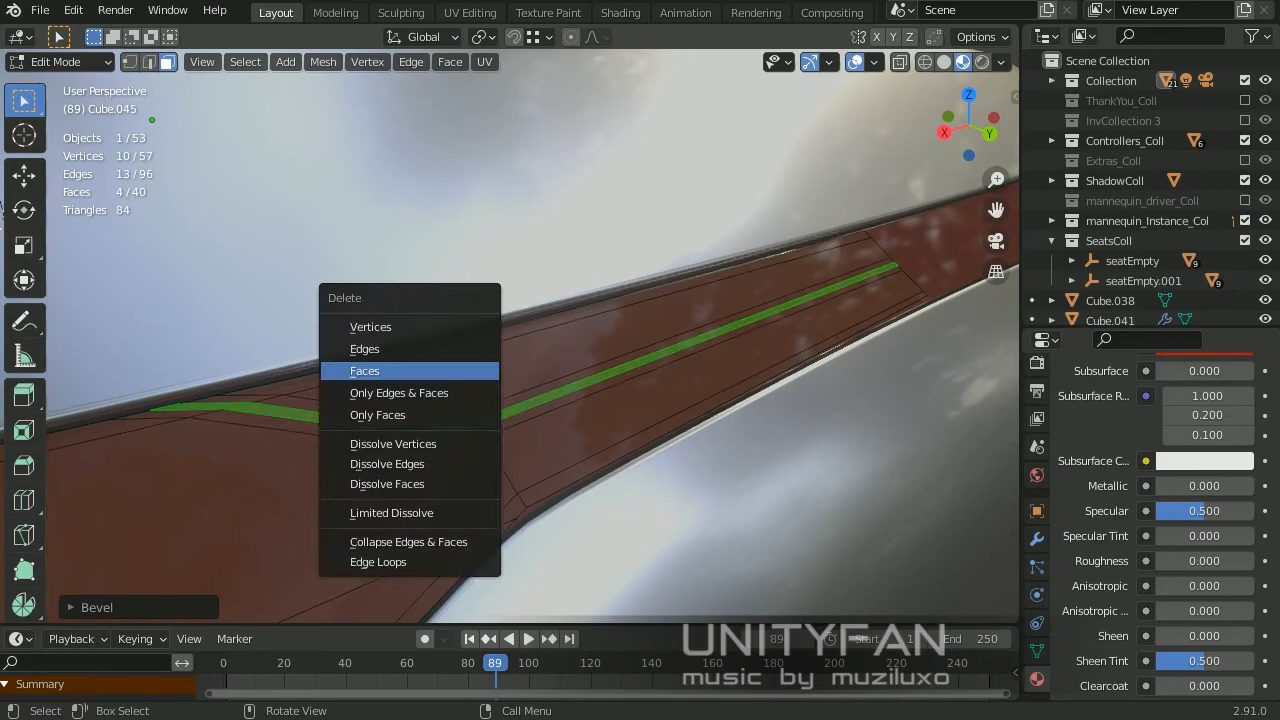 File Edit Render Window Help Layout Modeling Sculpting UV Editing Texture Paint Shading Animation Rendering Compositing Scene View Layer
Global X Y Z Options
Edit Mode View Select Add Mesh Vertex Edge Face UV
User Perspective
(89) Cube.045
Objects 1 / 53
Vertices 10 / 57
Edges 13 / 96
Faces 4 / 40
Triangles 84
Z
X Y
Delete
Vertices
Edges
Faces
Only Edges & Faces
Only Faces
Dissolve Vertices
Dissolve Edges
Dissolve Faces
Limited Dissolve
Collapse Edges & Faces
Edge Loops
Bevel
Scene Collection
Collection 21
ThankYou_Coll
InvCollection 3
Controllers_Coll 6
Extras_Coll
ShadowColl
mannequin_driver_Coll
mannequin_Instance_Col
SeatsColl
seatEmpty 9
seatEmpty.001 9
Cube.038
Cube.041
Subsurface 0.000
Subsurface R... 1.000
0.200
0.100
Subsurface C...
Metallic 0.000
Specular 0.500
Specular Tint 0.000
Roughness 0.000
Anisotropic 0.000
Anisotropic ... 0.000
Sheen 0.000
Sheen Tint 0.500
Clearcoat 0.000
Playback Keying View Marker 89 Start 1 End 250
0 20 40 60 80 89 100 120 140 160 180 200 220 240
Summary
UNITYFAN
music by muziluxo
Select Box Select Rotate View Call Menu 2.91.0